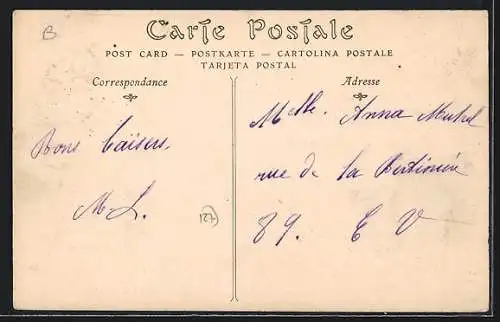 B
Carte Postale
POST CARD — POSTKARTE — CARTOLINA POSTALE
TARJETA POSTAL
Correspondance
Bons baisers,
M. L.
127
Adresse
Melle. Anna
rue de la
89. E V